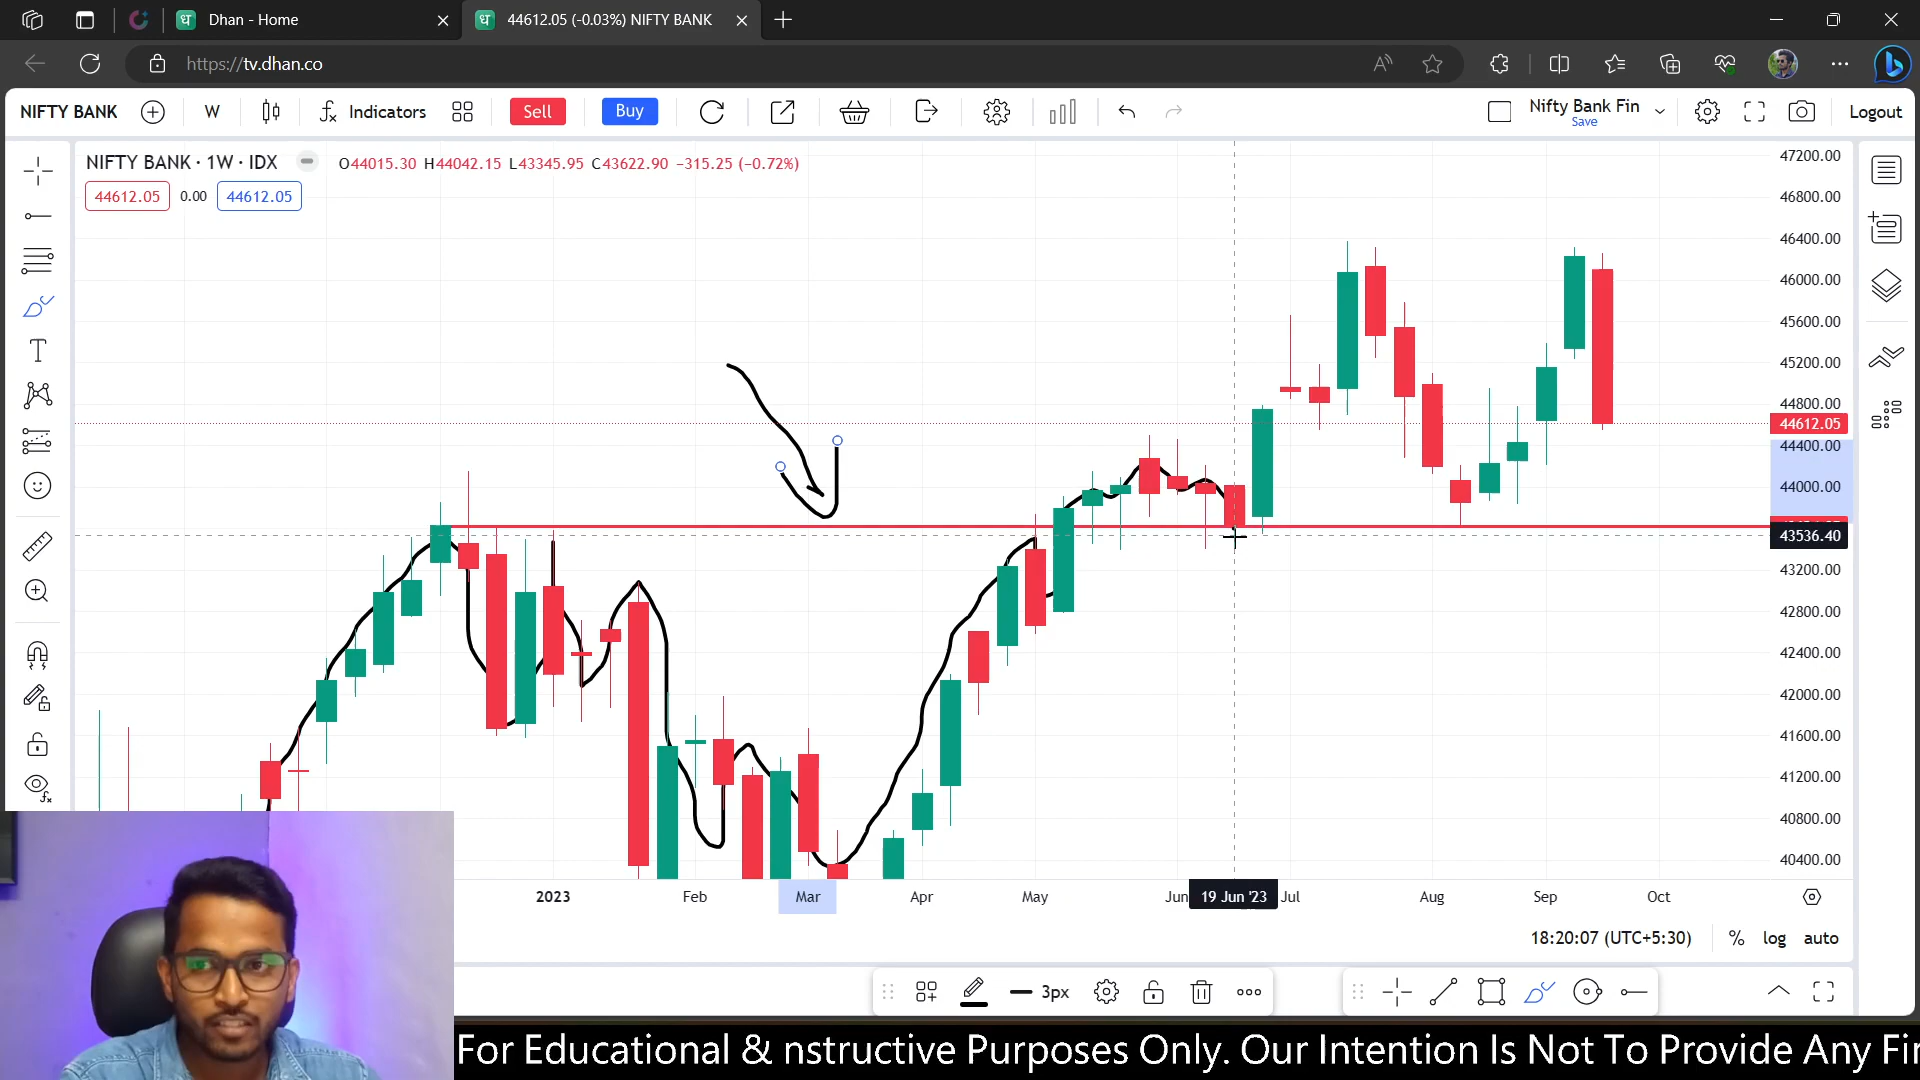 ध Dhan - Home
ध 44612.05 (-0.03%) NIFTY BANK
https://tv.dhan.co
NIFTY BANK W Indicators Sell Buy Nifty Bank Fin Save Logout
NIFTY BANK · 1W · IDX O44015.30 H44042.15 L43345.95 C43622.90 −315.25 (−0.72%)
44612.05 0.00 44612.05
47200.00
46800.00
46400.00
46000.00
45600.00
45200.00
44800.00
44612.05
44400.00
44000.00
43536.40
43200.00
42800.00
42400.00
42000.00
41600.00
41200.00
40800.00
40400.00
2023 Feb Mar Apr May Jun 19 Jun '23 Jul Aug Sep Oct
18:20:07 (UTC+5:30) % log auto
3px
For Educational & nstructive Purposes Only. Our Intention Is Not To Provide Any Fi